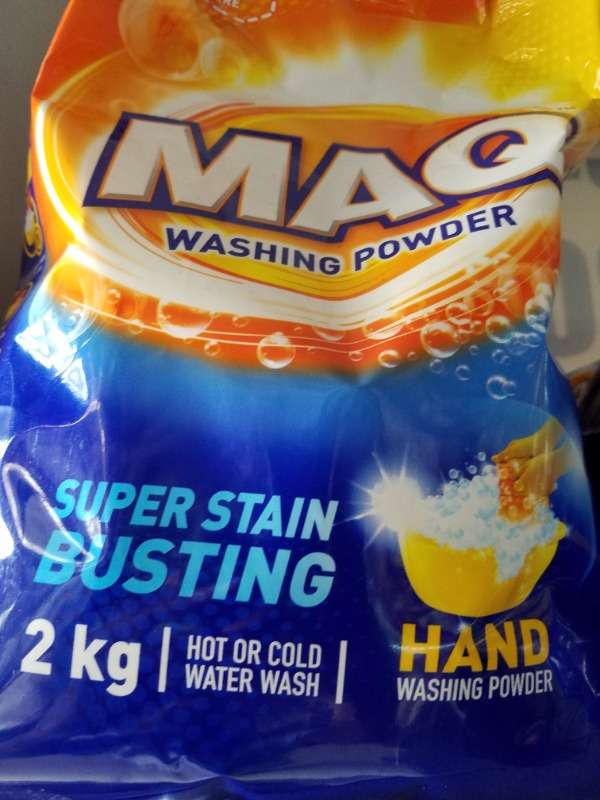 MAQ
WASHING POWDER
SUPER STAIN
BUSTING
2 kg
HOT OR COLD
WATER WASH
HAND
WASHING POWDER